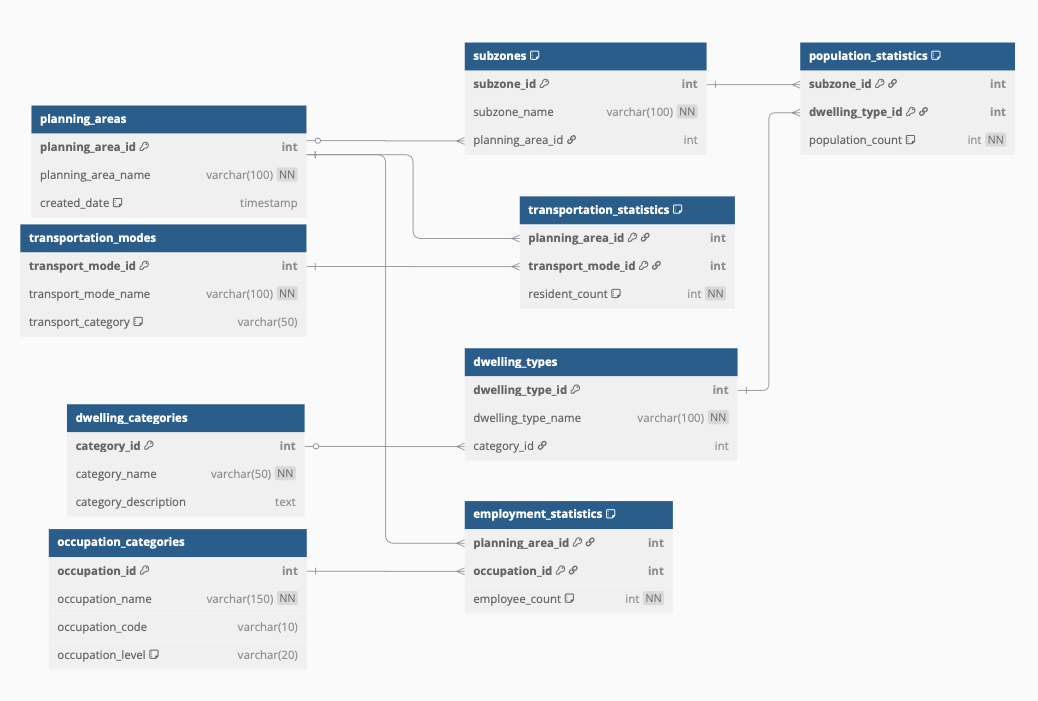 planning_areas
planning_area_id int
planning_area_name varchar(100) NN
created_date timestamp
transportation_modes
transport_mode_id int
transport_mode_name varchar(100) NN
transport_category varchar(50)
dwelling_categories
category_id int
category_name varchar(50) NN
category_description text
occupation_categories
occupation_id int
occupation_name varchar(150) NN
occupation_code varchar(10)
occupation_level varchar(20)
subzones
subzone_id int
subzone_name varchar(100) NN
planning_area_id int
transportation_statistics
planning_area_id int
transport_mode_id int
resident_count int NN
dwelling_types
dwelling_type_id int
dwelling_type_name varchar(100) NN
category_id int
employment_statistics
planning_area_id int
occupation_id int
employee_count int NN
population_statistics
subzone_id int
dwelling_type_id int
population_count int NN